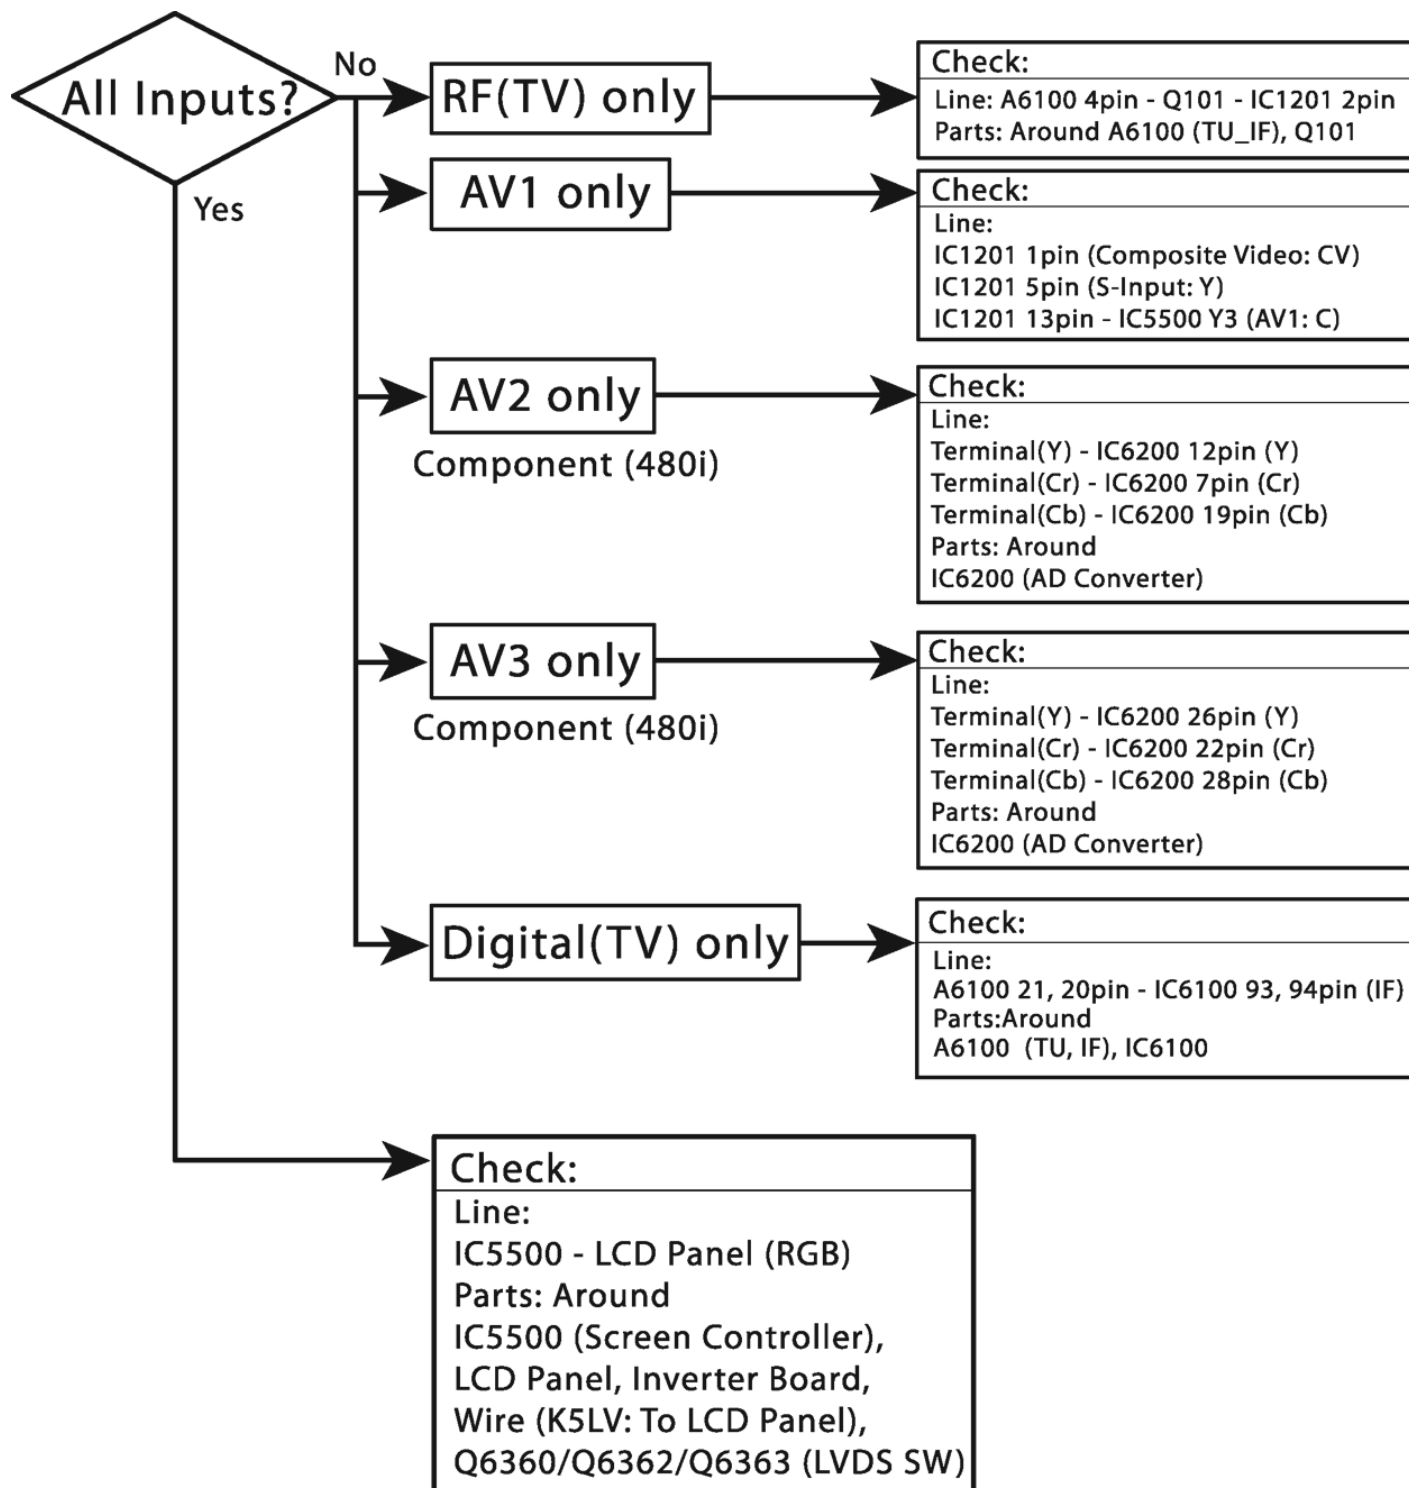 All Inputs?
No
Yes
RF(TV) only
Check:
Line: A6100 4pin - Q101 - IC1201 2pin
Parts: Around A6100 (TU_IF), Q101
AV1 only
Check:
Line:
IC1201 1pin (Composite Video: CV)
IC1201 5pin (S-Input: Y)
IC1201 13pin - IC5500 Y3 (AV1: C)
AV2 only
Component (480i)
Check:
Line:
Terminal(Y) - IC6200 12pin (Y)
Terminal(Cr) - IC6200 7pin (Cr)
Terminal(Cb) - IC6200 19pin (Cb)
Parts: Around
IC6200 (AD Converter)
AV3 only
Component (480i)
Check:
Line:
Terminal(Y) - IC6200 26pin (Y)
Terminal(Cr) - IC6200 22pin (Cr)
Terminal(Cb) - IC6200 28pin (Cb)
Parts: Around
IC6200 (AD Converter)
Digital(TV) only
Check:
Line:
A6100 21, 20pin - IC6100 93, 94pin (IF)
Parts:Around
A6100 (TU, IF), IC6100
Check:
Line:
IC5500 - LCD Panel (RGB)
Parts: Around
IC5500 (Screen Controller),
LCD Panel, Inverter Board,
Wire (K5LV: To LCD Panel),
Q6360/Q6362/Q6363 (LVDS SW)